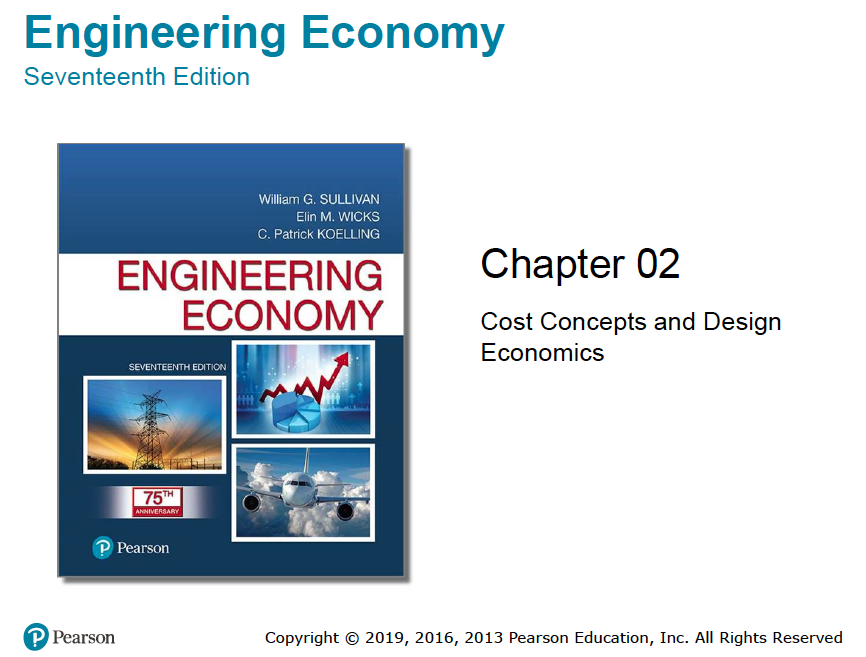 Engineering Economy
Seventeenth Edition
William G. SULLIVAN
Elin M. WICKS
C. Patrick KOELLING
ENGINEERING
ECONOMY
SEVENTEENTH EDITION
75TH
ANNIVERSARY
Pearson
Chapter 02
Cost Concepts and Design
Economics
Pearson
Copyright © 2019, 2016, 2013 Pearson Education, Inc. All Rights Reserved